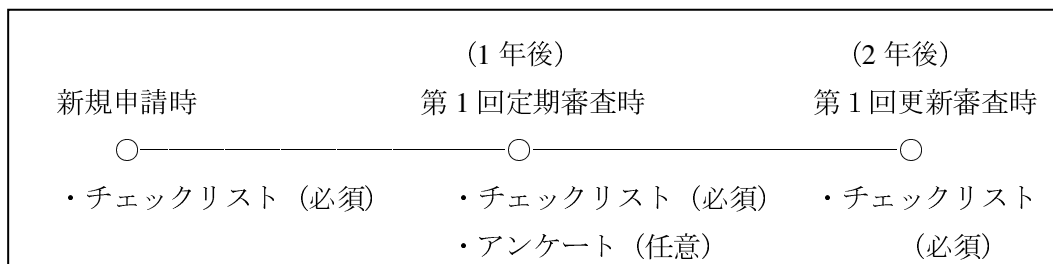 (1 年後) (2 年後)
新規申請時 第 1 回定期審査時 第 1 回更新審査時
・チェックリスト（必須） ・チェックリスト（必須） ・チェックリスト
・アンケート（任意） （必須）